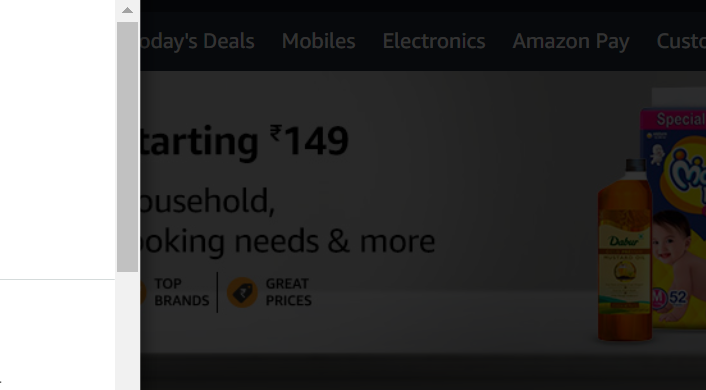 oday's Deals Mobiles Electronics Amazon Pay Custo
tarting ₹149
ousehold,
ooking needs & more
TOP
BRANDS
GREAT
PRICES
Special
Dabur
M 52